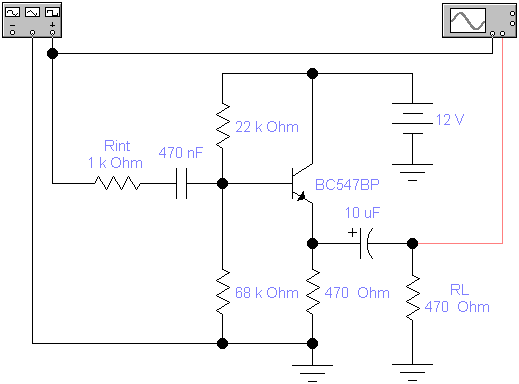 22 k Ohm
12 V
Rint
1 k Ohm
470 nF
BC547BP
10 uF
+
68 k Ohm
470 Ohm
RL
470 Ohm